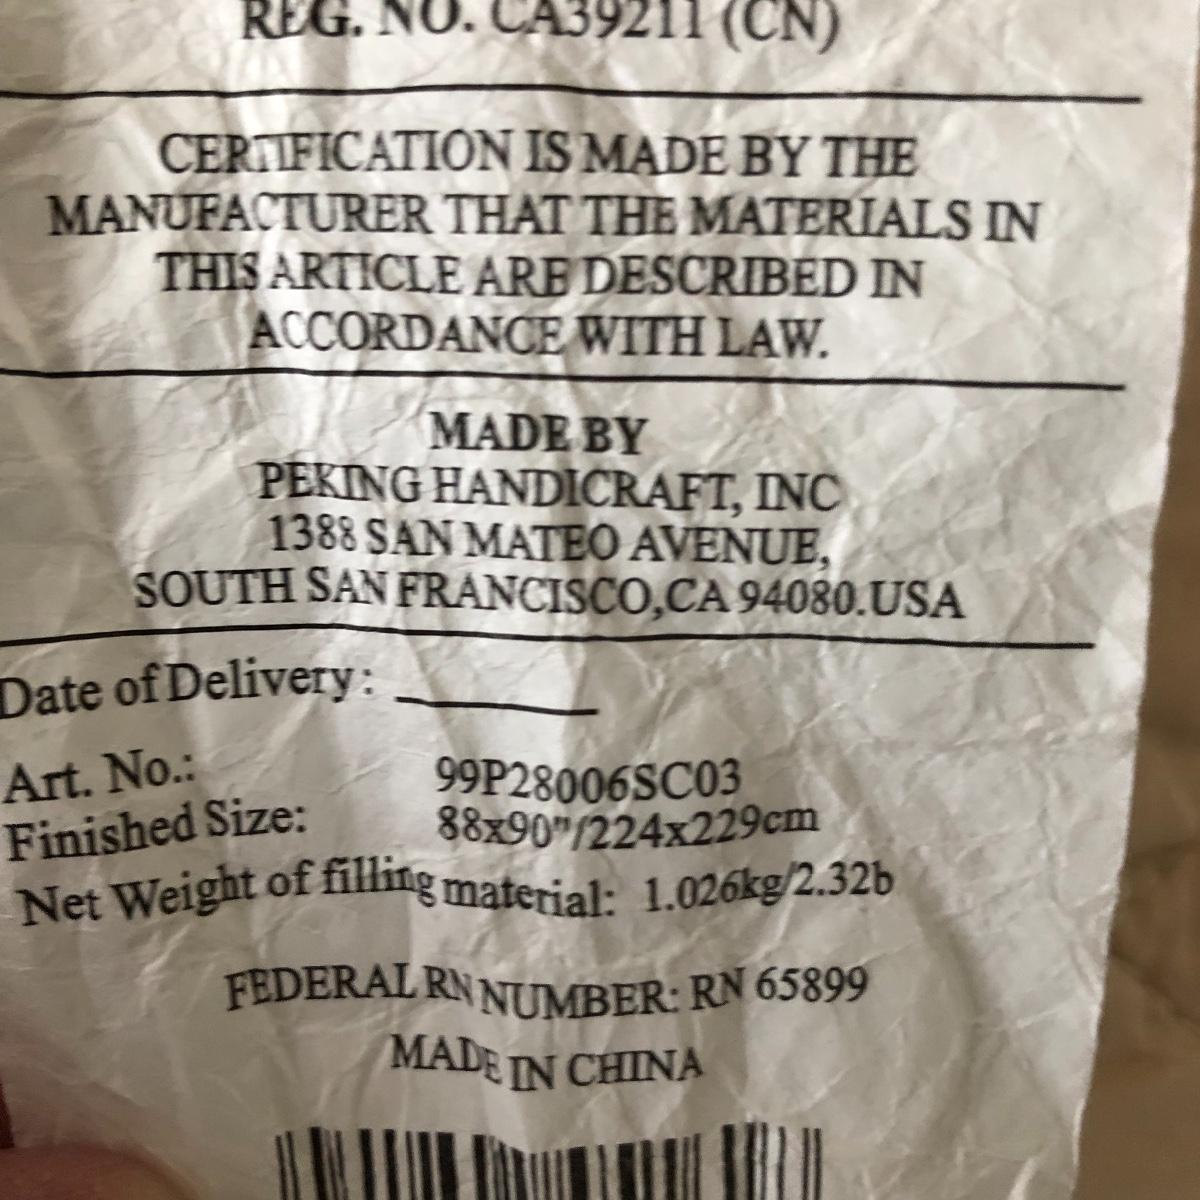 REG. NO. CA39211 (CN)
CERTIFICATION IS MADE BY THE
MANUFACTURER THAT THE MATERIALS IN
THIS ARTICLE ARE DESCRIBED IN
ACCORDANCE WITH LAW.
MADE BY
PEKING HANDICRAFT, INC
1388 SAN MATEO AVENUE,
SOUTH SAN FRANCISCO,CA 94080.USA
Date of Delivery:
Art. No.: 99P28006SC03
Finished Size: 88x90"/224x229cm
Net Weight of filling material: 1.026kg/2.32b
FEDERAL RN NUMBER: RN 65899
MADE IN CHINA